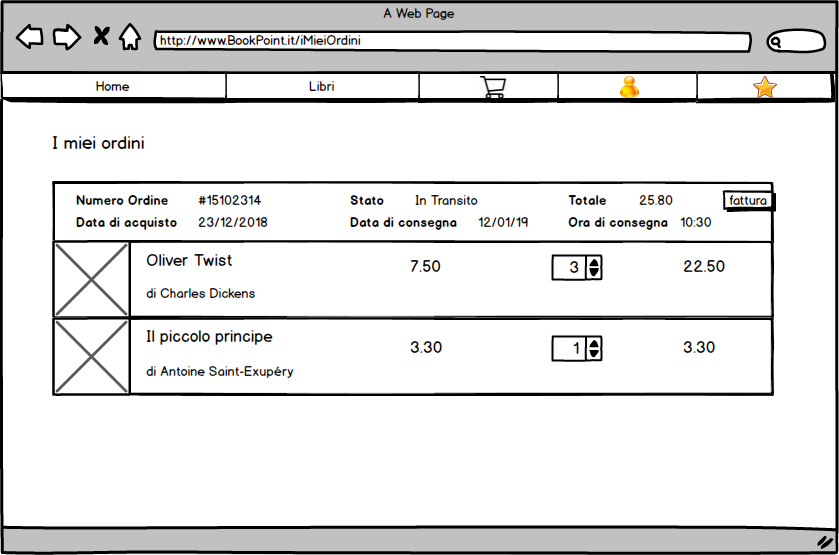 A Web Page
http://www.BookPoint.it/iMieiOrdini
Home Libri
I miei ordini
Numero Ordine #15102314 Stato In Transito Totale 25.80 fattura
Data di acquisto 23/12/2018 Data di consegna 12/01/19 Ora di consegna 10:30
Oliver Twist 7.50 3 22.50
di Charles Dickens
Il piccolo principe 3.30 1 3.30
di Antoine Saint-Exupéry